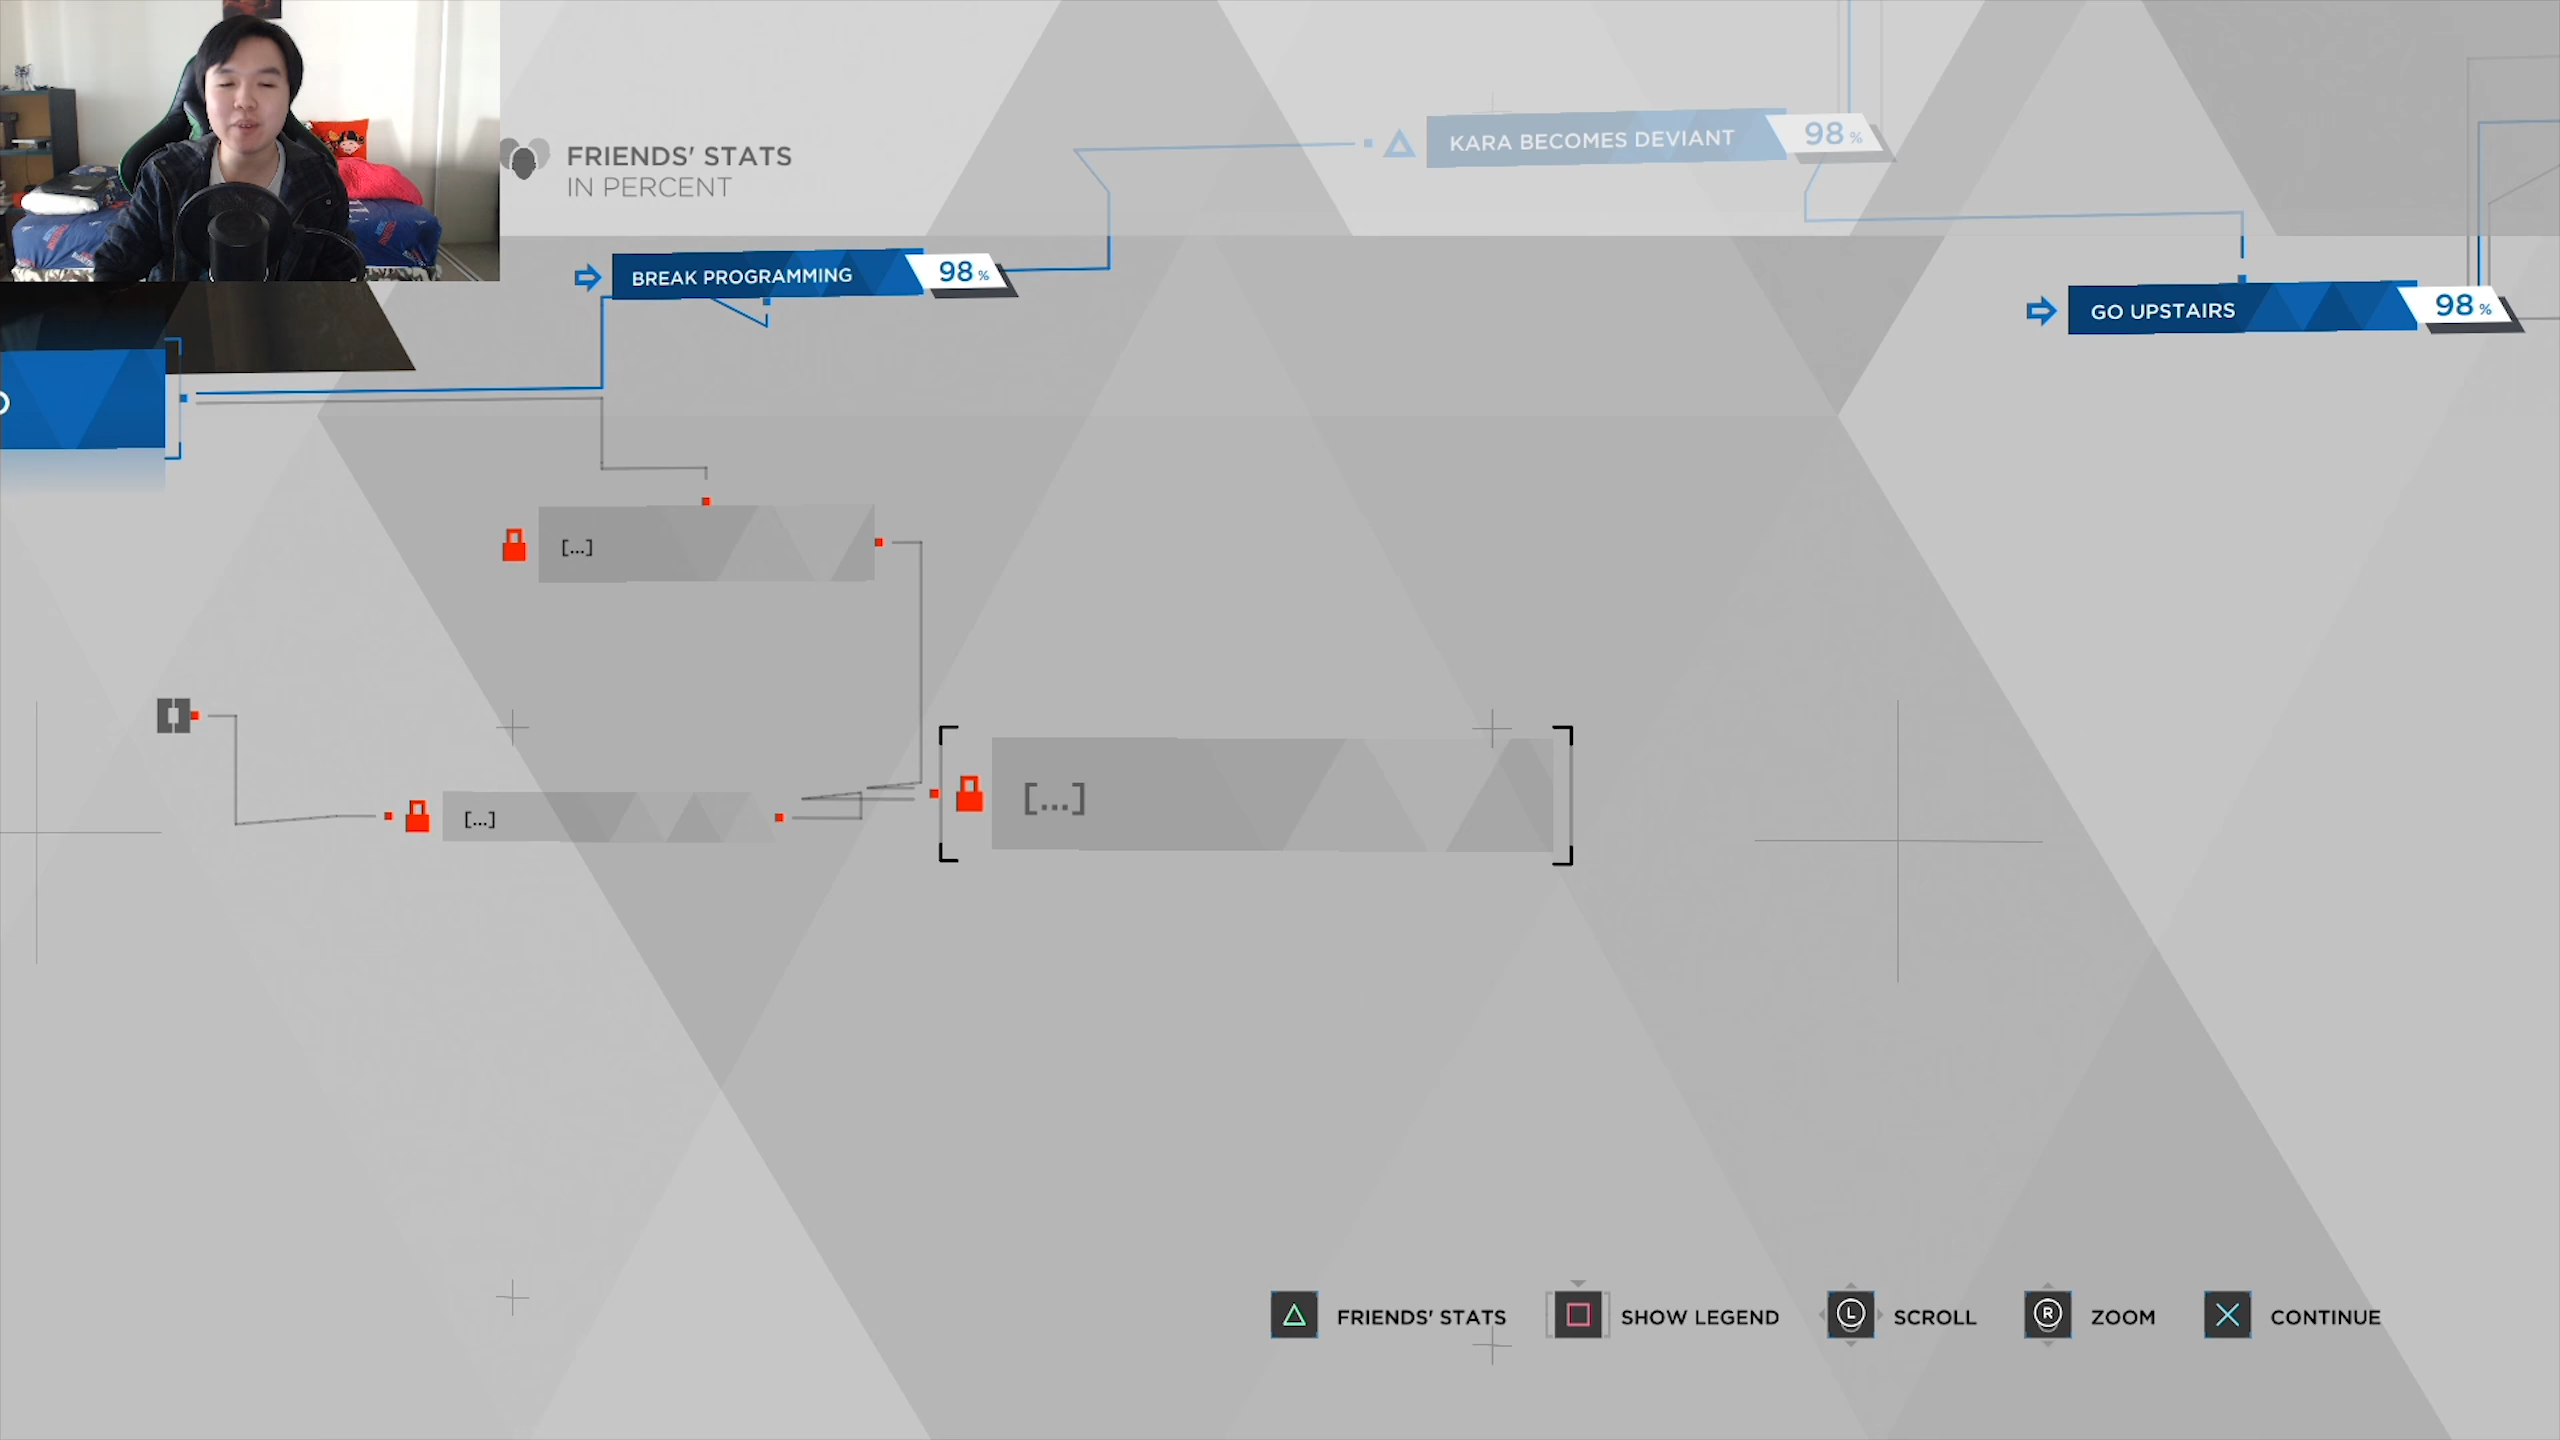 KARA BECOMES DEVIANT 98 %
FRIENDS' STATS
IN PERCENT
BREAK PROGRAMMING 98 %
GO UPSTAIRS 98 %
[...]
[...]
[...]
FRIENDS' STATS
SHOW LEGEND
L SCROLL
R ZOOM
CONTINUE